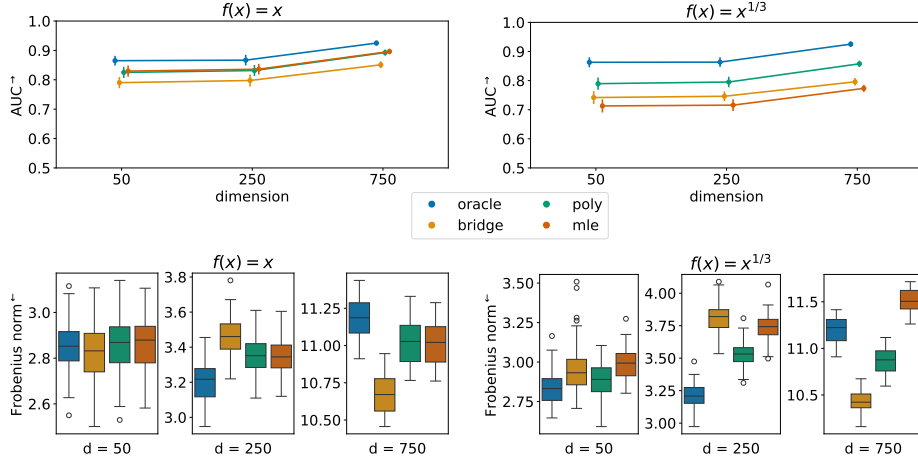 f(x) = x
AUC→
1.0
0.9
0.8
0.7
0.6
0.5
50
250
750
dimension
f(x) = x^{1/3}
AUC→
1.0
0.9
0.8
0.7
0.6
0.5
50
250
750
dimension
oracle
poly
bridge
mle
f(x) = x
Frobenius norm←
3.0
2.8
2.6
d = 50
3.8
3.6
3.4
3.2
3.0
d = 250
11.25
11.00
10.75
10.50
d = 750
f(x) = x^{1/3}
Frobenius norm←
3.50
3.25
3.00
2.75
d = 50
4.00
3.75
3.50
3.25
3.00
d = 250
11.5
11.0
10.5
d = 750